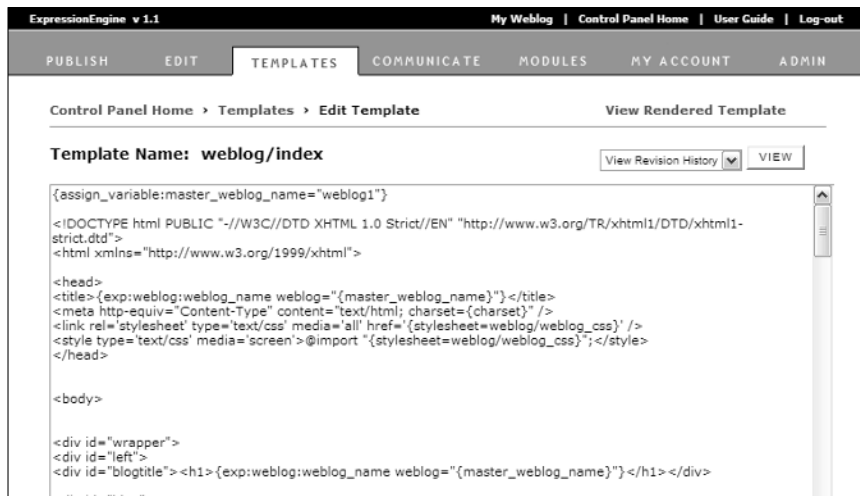 ExpressionEngine v 1.1
My Weblog | Control Panel Home | User Guide | Log-out
PUBLISH EDIT TEMPLATES COMMUNICATE MODULES MY ACCOUNT ADMIN
Control Panel Home › Templates › Edit Template
View Rendered Template
Template Name: weblog/index
View Revision History
VIEW
{assign_variable:master_weblog_name="weblog1"}
<!DOCTYPE html PUBLIC "-//W3C//DTD XHTML 1.0 Strict//EN" "http://www.w3.org/TR/xhtml1/DTD/xhtml1-
strict.dtd">
<html xmlns="http://www.w3.org/1999/xhtml">
<head>
<title>{exp:weblog:weblog_name weblog="{master_weblog_name}"}</title>
<meta http-equiv="Content-Type" content="text/html; charset={charset}" />
<link rel='stylesheet' type='text/css' media='all' href='{stylesheet=weblog/weblog_css}' />
<style type='text/css' media='screen'>@import "{stylesheet=weblog/weblog_css}";</style>
</head>
<body>
<div id="wrapper">
<div id="left">
<div id="blogtitle"><h1>{exp:weblog:weblog_name weblog="{master_weblog_name}"}</h1></div>